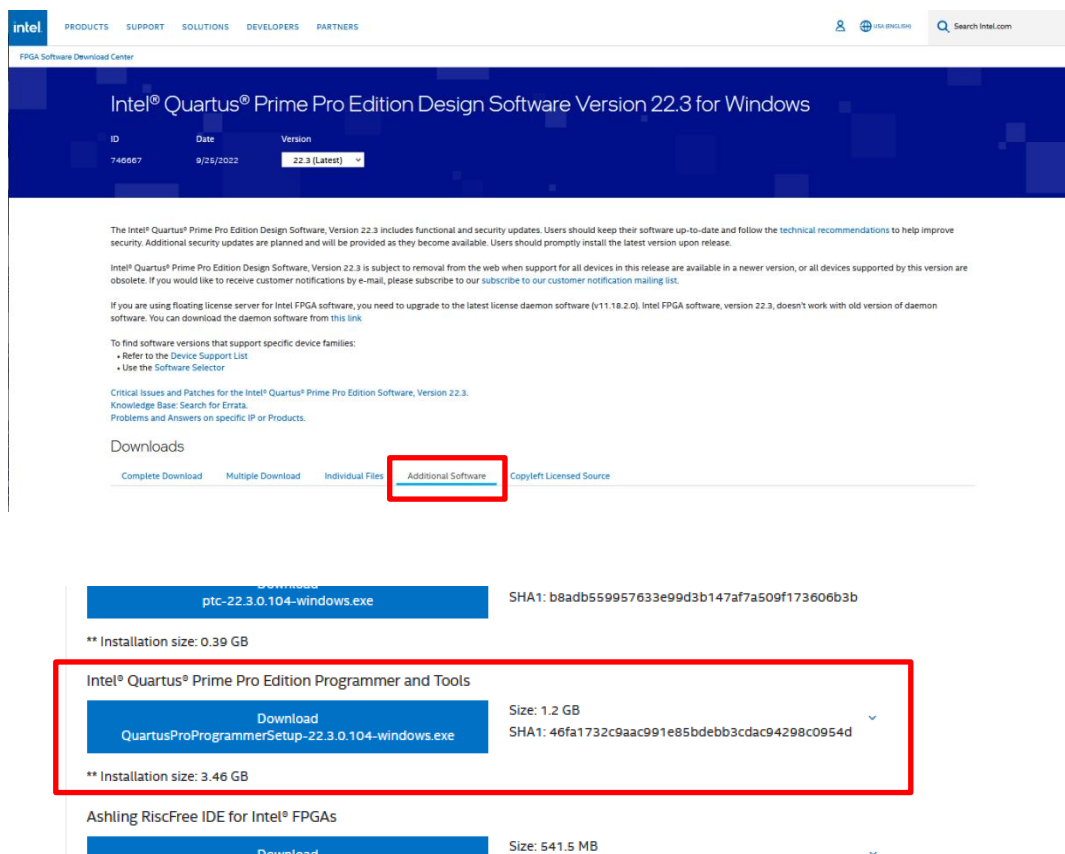 intel
PRODUCTS SUPPORT SOLUTIONS DEVELOPERS PARTNERS
USA (ENGLISH)
Search Intel.com
FPGA Software Download Center
Intel® Quartus® Prime Pro Edition Design Software Version 22.3 for Windows
ID Date Version
746667 9/25/2022 22.3 (Latest)
The Intel® Quartus® Prime Pro Edition Design Software, Version 22.3 includes functional and security updates. Users should keep their software up-to-date and follow the technical recommendations to help improve
security. Additional security updates are planned and will be provided as they become available. Users should promptly install the latest version upon release.
Intel® Quartus® Prime Pro Edition Design Software, Version 22.3 is subject to removal from the web when support for all devices in this release are available in a newer version, or all devices supported by this version are
obsolete. If you would like to receive customer notifications by e-mail, please subscribe to our subscribe to our customer notification mailing list.
If you are using floating license server for Intel FPGA software, you need to upgrade to the latest license daemon software (v11.18.2.0). Intel FPGA software, version 22.3, doesn't work with old version of daemon
software. You can download the daemon software from this link
To find software versions that support specific device families:
• Refer to the Device Support List
• Use the Software Selector
Critical Issues and Patches for the Intel® Quartus® Prime Pro Edition Software, Version 22.3.
Knowledge Base: Search for Errata.
Problems and Answers on specific IP or Products.
Downloads
Complete Download Multiple Download Individual Files Additional Software Copyleft Licensed Source
Download
ptc-22.3.0.104-windows.exe
SHA1: b8adb559957633e99d3b147af7a509f173606b3b
** Installation size: 0.39 GB
Intel® Quartus® Prime Pro Edition Programmer and Tools
Download
QuartusProProgrammerSetup-22.3.0.104-windows.exe
Size: 1.2 GB
SHA1: 46fa1732c9aac991e85bdebb3cdac94298c0954d
** Installation size: 3.46 GB
Ashling RiscFree IDE for Intel® FPGAs
Download
Size: 541.5 MB